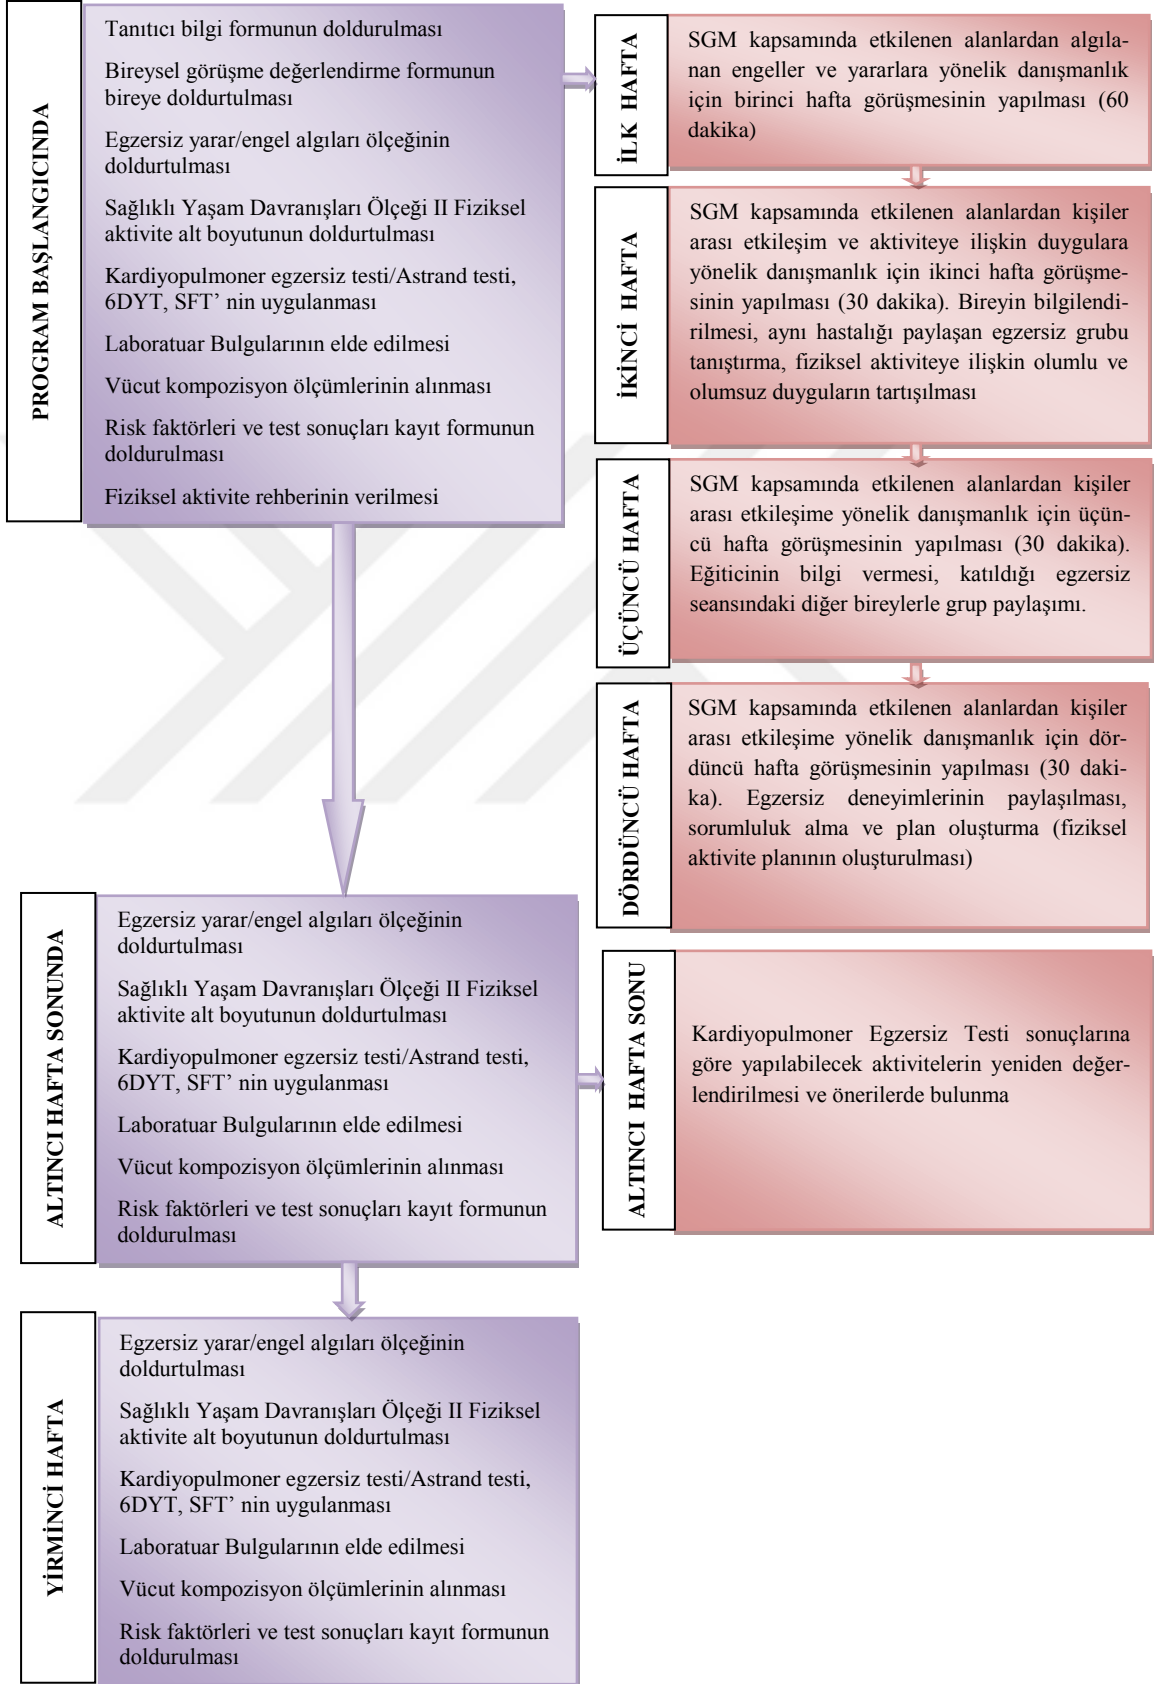 PROGRAM BAŞLANGICINDA
Tanıtıcı bilgi formunun doldurulması
Bireysel görüşme değerlendirme formunun
bireye doldurtulması
Egzersiz yarar/engel algıları ölçeğinin
doldurtulması
Sağlıklı Yaşam Davranışları Ölçeği II Fiziksel
aktivite alt boyutunun doldurtulması
Kardiyopulmoner egzersiz testi/Astrand testi,
6DYT, SFT’ nin uygulanması
Laboratuar Bulgularının elde edilmesi
Vücut kompozisyon ölçümlerinin alınması
Risk faktörleri ve test sonuçları kayıt formunun
doldurulması
Fiziksel aktivite rehberinin verilmesi
İLK HAFTA
SGM kapsamında etkilenen alanlardan algıla-
nan engeller ve yararlara yönelik danışmanlık
için birinci hafta görüşmesinin yapılması (60
dakika)
İKİNCİ HAFTA
SGM kapsamında etkilenen alanlardan kişiler
arası etkileşim ve aktiviteye ilişkin duygulara
yönelik danışmanlık için ikinci hafta görüşme-
sinin yapılması (30 dakika). Bireyin bilgilendi-
rilmesi, aynı hastalığı paylaşan egzersiz grubu
tanıştırma, fiziksel aktiviteye ilişkin olumlu ve
olumsuz duyguların tartışılması
ÜÇÜNCÜ HAFTA
SGM kapsamında etkilenen alanlardan kişiler
arası etkileşime yönelik danışmanlık için üçün-
cü hafta görüşmesinin yapılması (30 dakika).
Eğiticinin bilgi vermesi, katıldığı egzersiz
seansındaki diğer bireylerle grup paylaşımı.
DÖRDÜNCÜ HAFTA
SGM kapsamında etkilenen alanlardan kişiler
arası etkileşime yönelik danışmanlık için dör-
düncü hafta görüşmesinin yapılması (30 daki-
ka). Egzersiz deneyimlerinin paylaşılması,
sorumluluk alma ve plan oluşturma (fiziksel
aktivite planının oluşturulması)
ALTINCI HAFTA SONUNDA
Egzersiz yarar/engel algıları ölçeğinin
doldurtulması
Sağlıklı Yaşam Davranışları Ölçeği II Fiziksel
aktivite alt boyutunun doldurtulması
Kardiyopulmoner egzersiz testi/Astrand testi,
6DYT, SFT’ nin uygulanması
Laboratuar Bulgularının elde edilmesi
Vücut kompozisyon ölçümlerinin alınması
Risk faktörleri ve test sonuçları kayıt formunun
doldurulması
ALTINCI HAFTA SONU
Kardiyopulmoner Egzersiz Testi sonuçlarına
göre yapılabilecek aktivitelerin yeniden değer-
lendirilmesi ve önerilerde bulunma
YİRMİNCİ HAFTA
Egzersiz yarar/engel algıları ölçeğinin
doldurtulması
Sağlıklı Yaşam Davranışları Ölçeği II Fiziksel
aktivite alt boyutunun doldurtulması
Kardiyopulmoner egzersiz testi/Astrand testi,
6DYT, SFT’ nin uygulanması
Laboratuar Bulgularının elde edilmesi
Vücut kompozisyon ölçümlerinin alınması
Risk faktörleri ve test sonuçları kayıt formunun
doldurulması